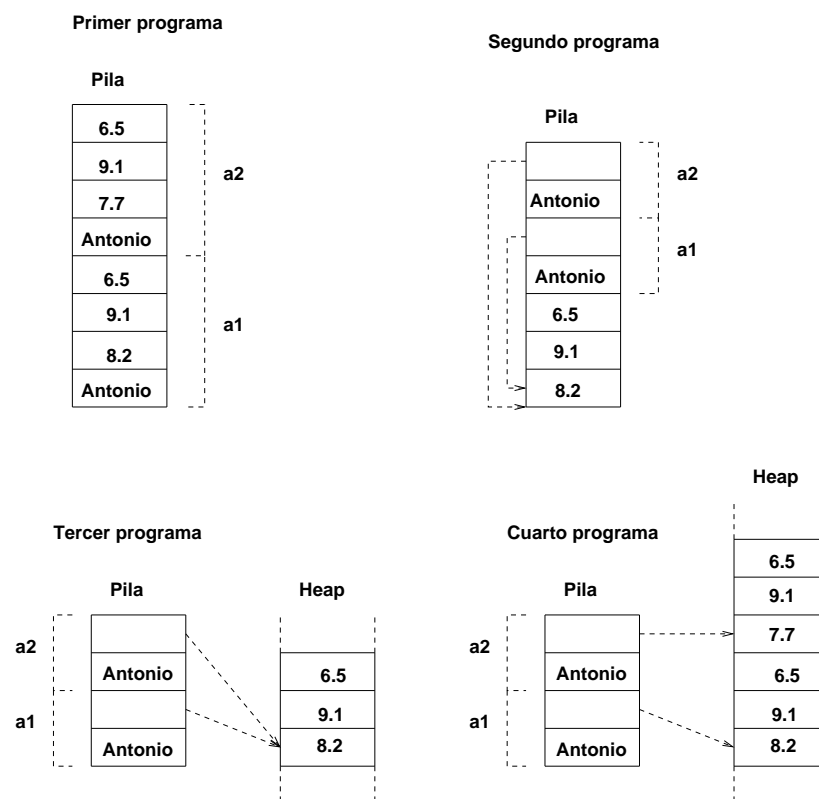 Primer programa
Pila
6.5
9.1
7.7
Antonio
6.5
9.1
8.2
Antonio
a2
a1
Segundo programa
Pila
Antonio
Antonio
6.5
9.1
8.2
a2
a1
Tercer programa
Pila
Heap
a2
a1
Antonio
Antonio
6.5
9.1
8.2
Cuarto programa
Pila
Heap
a2
a1
Antonio
Antonio
6.5
9.1
7.7
6.5
9.1
8.2